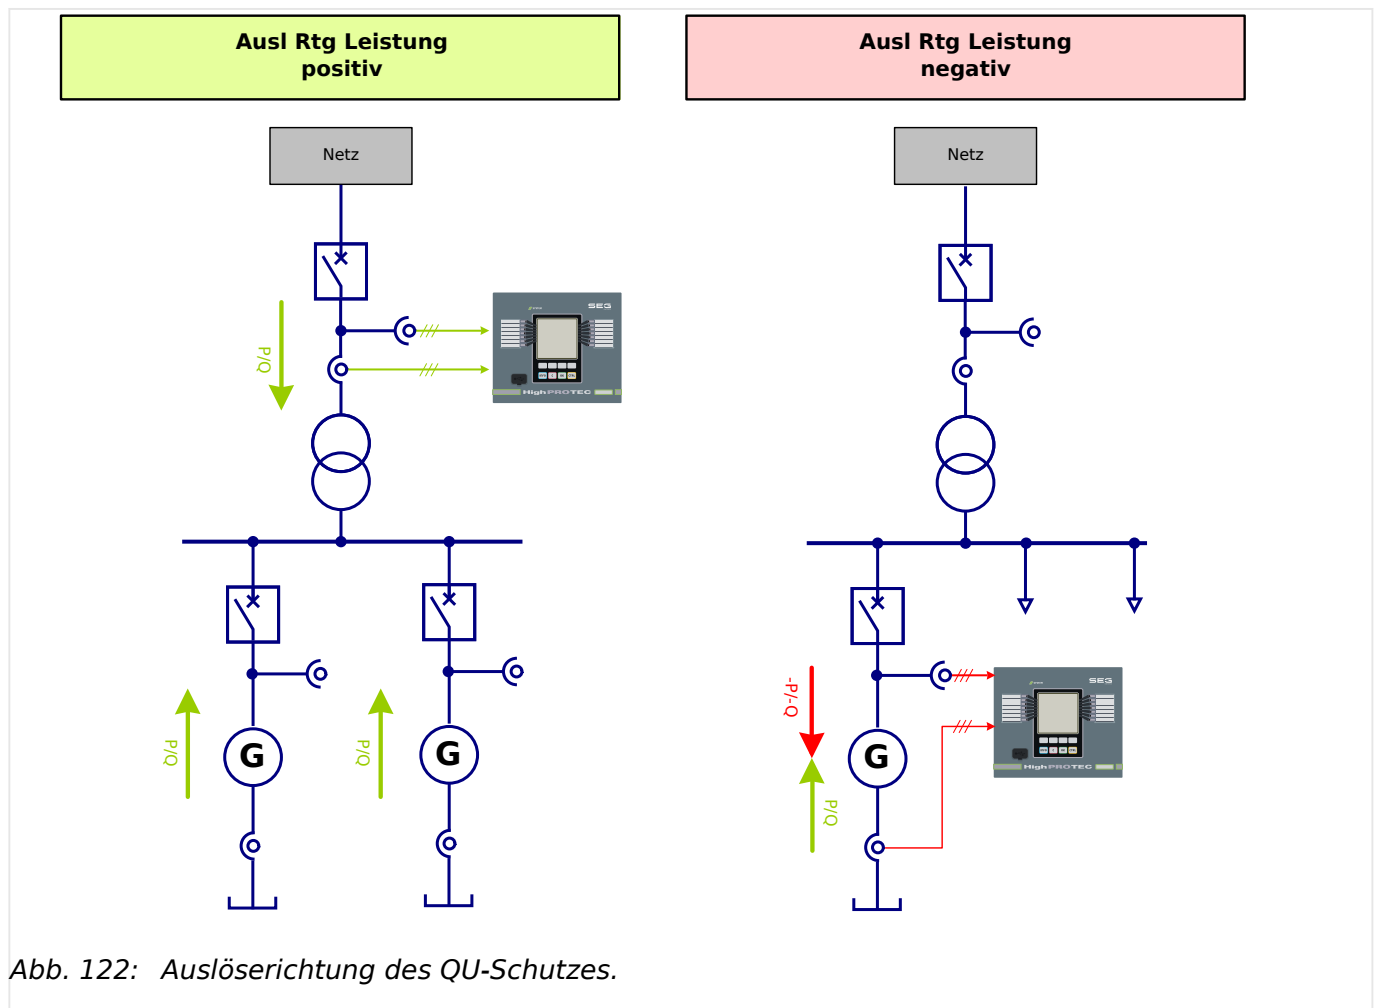 Ausl Rtg Leistung
positiv
Ausl Rtg Leistung
negativ
Netz
Netz
P/Q
SEG
HighPROTEC
P/Q
G
P/Q
G
-P/-Q
P/Q
G
SEG
HighPROTEC
Abb. 122: Auslöserichtung des QU-Schutzes.